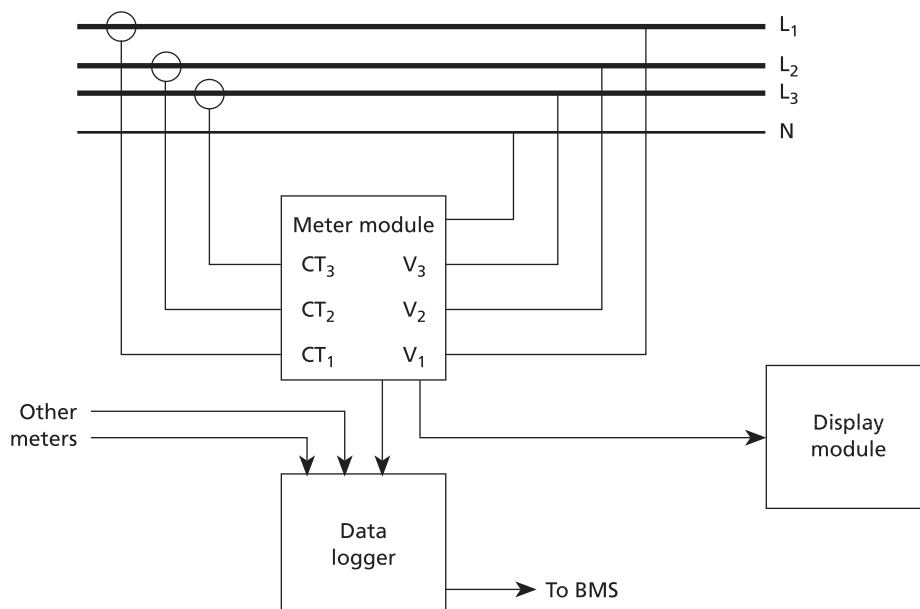 L₁
L₂
L₃
N
Meter module
CT₃ V₃
CT₂ V₂
CT₁ V₁
Other
meters
Display
module
Data
logger
To BMS